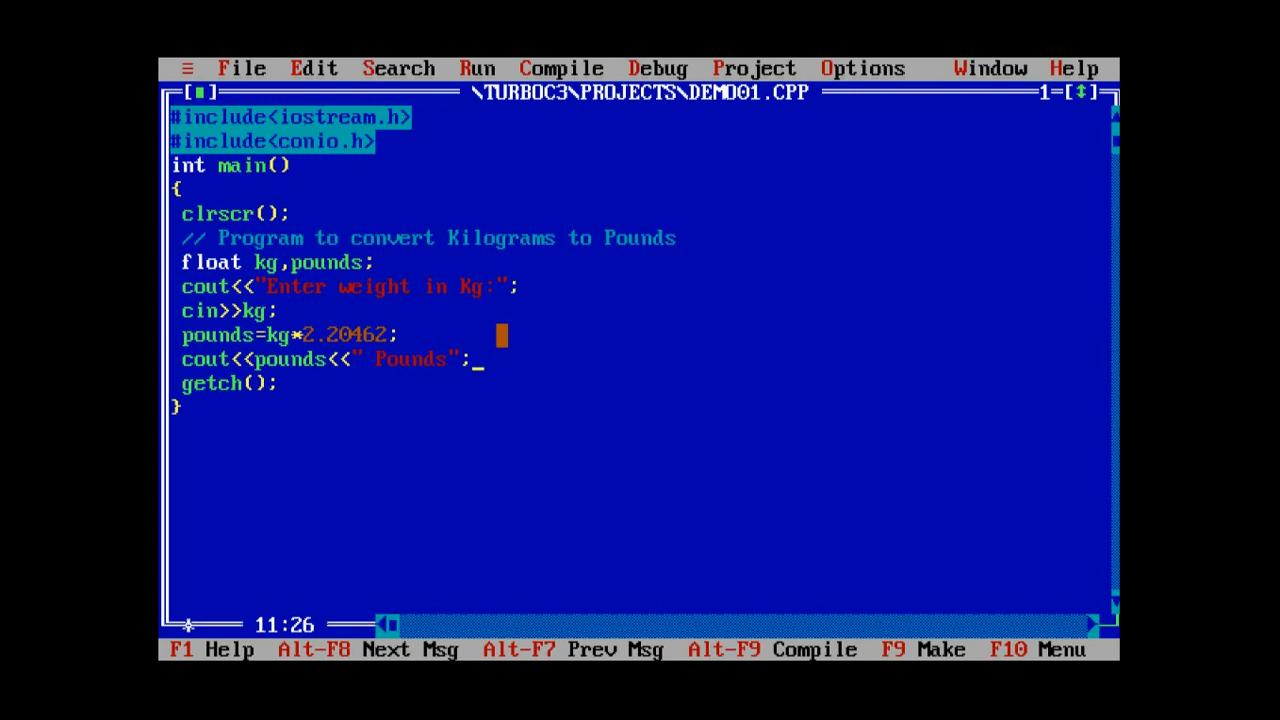 ≡ File Edit Search Run Compile Debug Project Options Window Help
[■] \TURBOC3\PROJECTS\DEMO01.CPP 1=[↕]
#include<iostream.h>
#include<conio.h>
int main()
{
clrscr();
// Program to convert Kilograms to Pounds
float kg,pounds;
cout<<"Enter weight in Kg:";
cin>>kg;
pounds=kg*2.20462;
cout<<pounds<<" Pounds";_
getch();
}
11:26
F1 Help Alt-F8 Next Msg Alt-F7 Prev Msg Alt-F9 Compile F9 Make F10 Menu